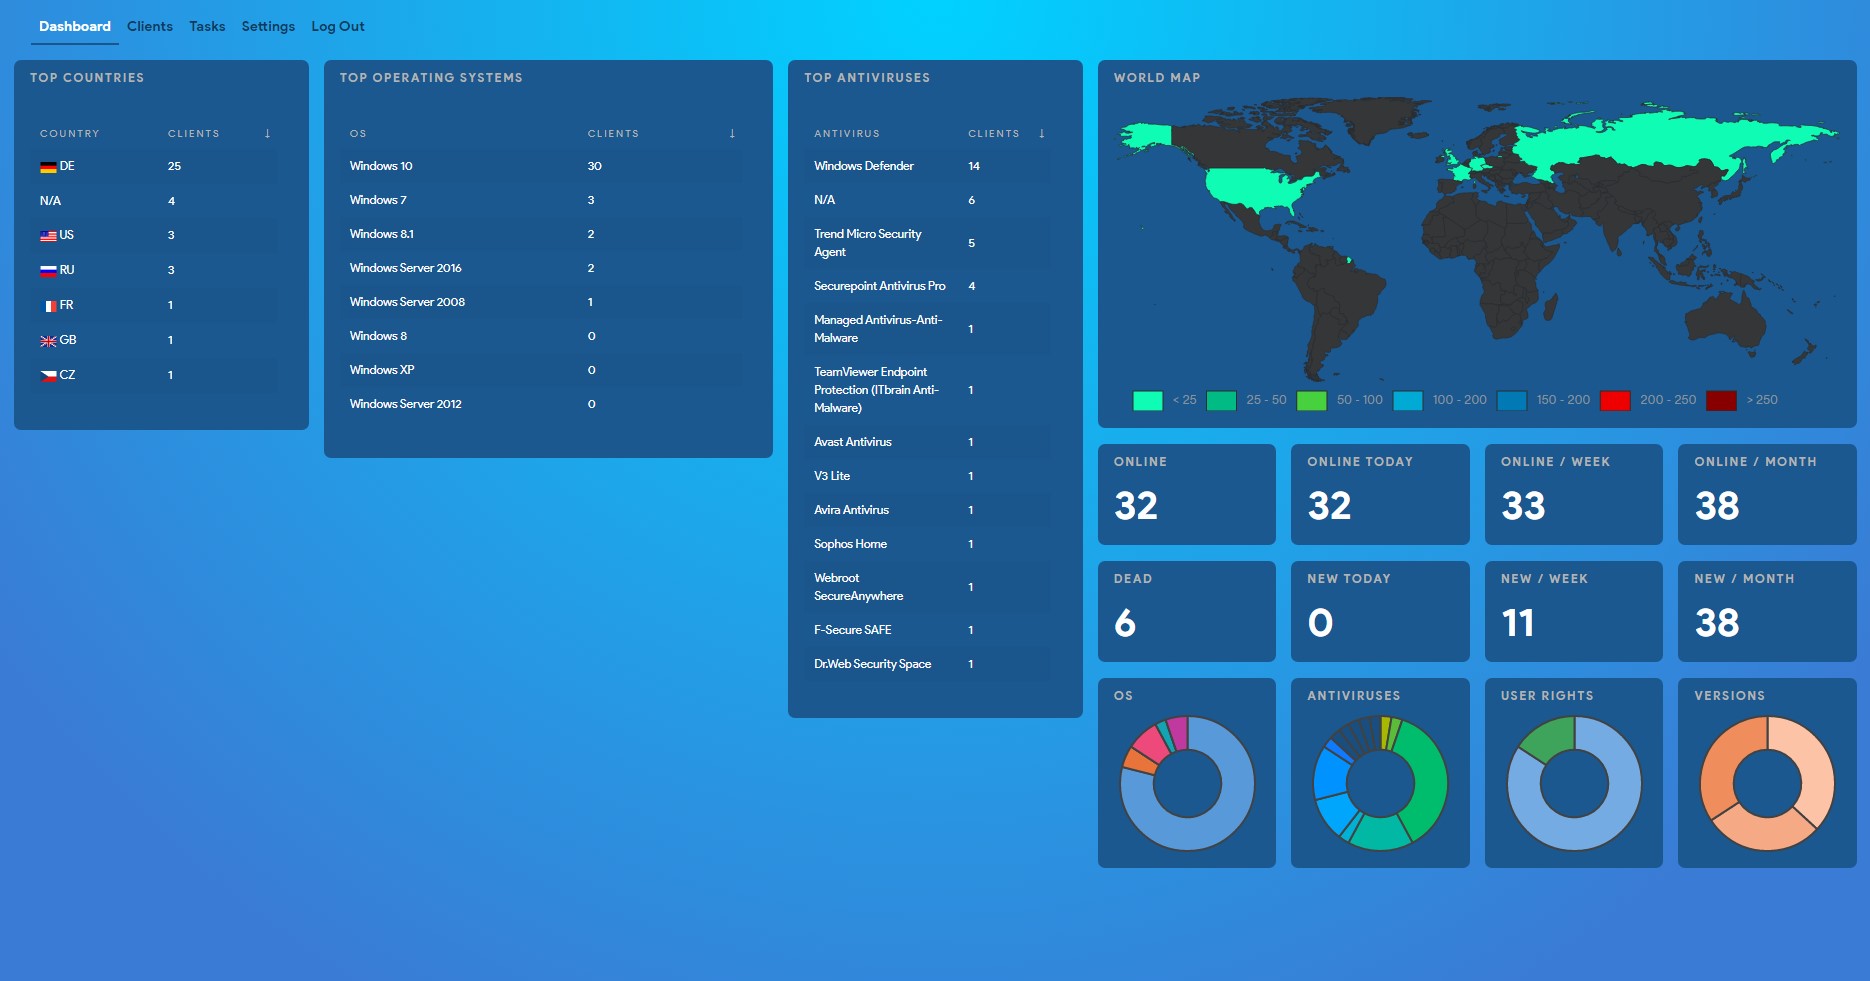 Dashboard Clients Tasks Settings Log Out
TOP COUNTRIES
COUNTRY CLIENTS ↓
DE 25
N/A 4
US 3
RU 3
FR 1
GB 1
CZ 1
TOP OPERATING SYSTEMS
OS CLIENTS ↓
Windows 10 30
Windows 7 3
Windows 8.1 2
Windows Server 2016 2
Windows Server 2008 1
Windows 8 0
Windows XP 0
Windows Server 2012 0
TOP ANTIVIRUSES
ANTIVIRUS CLIENTS ↓
Windows Defender 14
N/A 6
Trend Micro Security
Agent 5
Securepoint Antivirus Pro 4
Managed Antivirus-Anti-
Malware 1
TeamViewer Endpoint
Protection (ITbrain Anti- 1
Malware)
Avast Antivirus 1
V3 Lite 1
Avira Antivirus 1
Sophos Home 1
Webroot
SecureAnywhere 1
F-Secure SAFE 1
Dr.Web Security Space 1
WORLD MAP
< 25 25 - 50 50 - 100 100 - 200 150 - 200 200 - 250 > 250
ONLINE
32
ONLINE TODAY
32
ONLINE / WEEK
33
ONLINE / MONTH
38
DEAD
6
NEW TODAY
0
NEW / WEEK
11
NEW / MONTH
38
OS
ANTIVIRUSES
USER RIGHTS
VERSIONS